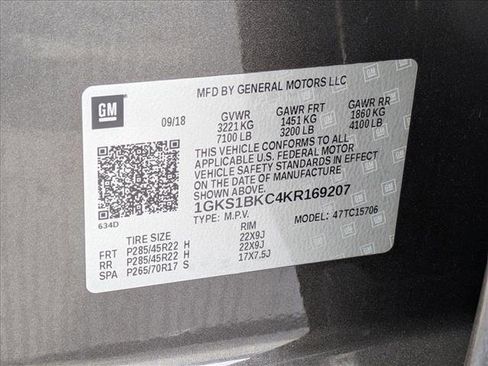 GM
MFD BY GENERAL MOTORS LLC
09/18 GVWR GAWR FRT GAWR RR
3221 KG 1451 KG 1860 KG
7100 LB 3200 LB 4100 LB
THIS VEHICLE CONFORMS TO ALL
APPLICABLE U.S. FEDERAL MOTOR
VEHICLE SAFETY STANDARDS IN EFFECT
ON THE DATE OF MANUFACTURE
SHOWN ABOVE.
1GKS1BKC4KR169207
TYPE: M.P.V. MODEL: 47TC15706
634D
TIRE SIZE RIM
FRT P285/45R22 H 22X9J
RR P285/45R22 H 22X9J
SPA P265/70R17 S 17X7.5J